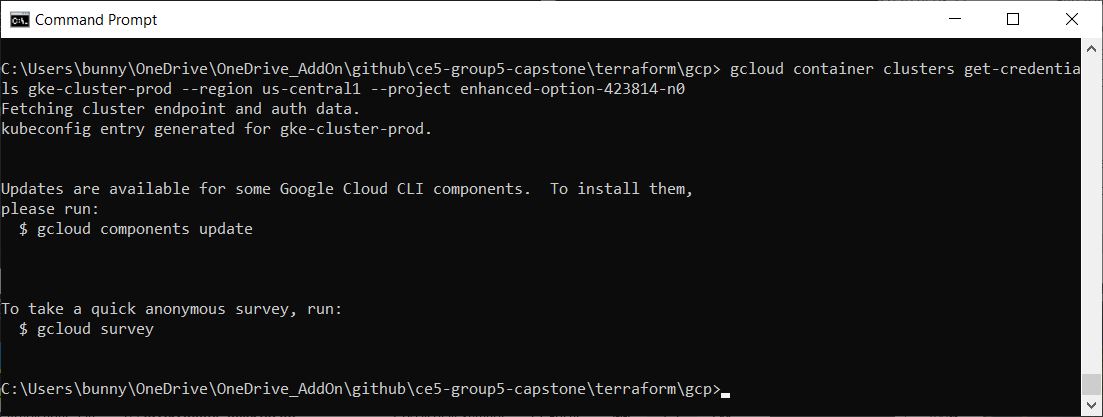 Command Prompt
C:\Users\bunny\OneDrive\OneDrive_AddOn\github\ce5-group5-capstone\terraform\gcp> gcloud container clusters get-credentia
ls gke-cluster-prod --region us-central1 --project enhanced-option-423814-n0
Fetching cluster endpoint and auth data.
kubeconfig entry generated for gke-cluster-prod.
Updates are available for some Google Cloud CLI components.  To install them,
please run:
  $ gcloud components update
To take a quick anonymous survey, run:
  $ gcloud survey
C:\Users\bunny\OneDrive\OneDrive_AddOn\github\ce5-group5-capstone\terraform\gcp>